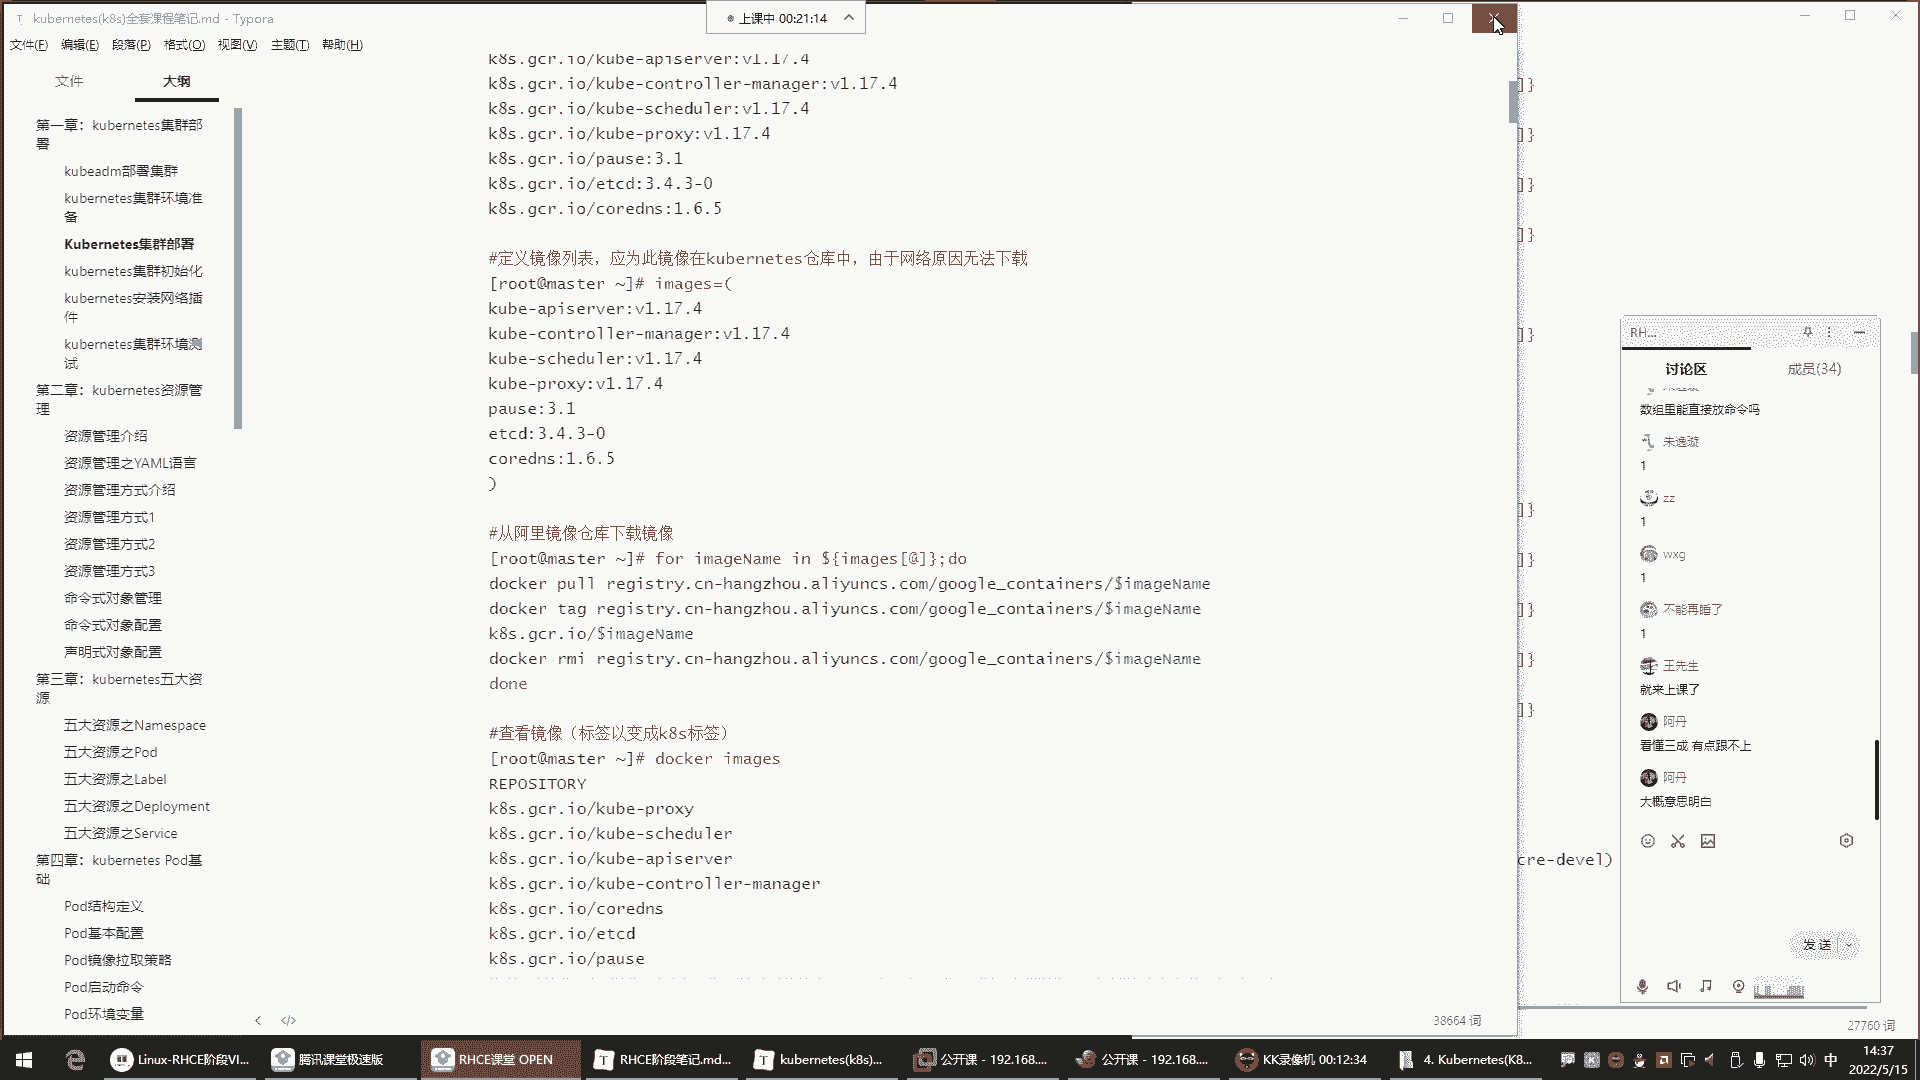 kubernetes(k8s)全套课程笔记.md - Typora
上课中 00:21:14
文件(F) 编辑(E) 段落(P) 格式(O) 视图(V) 主题(T) 帮助(H)
文件 大纲
第一章：kubernetes集群部
署
kubeadm部署集群
kubernetes集群环境准
备
Kubernetes集群部署
kubernetes集群初始化
kubernetes安装网络插
件
kubernetes集群环境测
试
第二章：kubernetes资源管
理
资源管理介绍
资源管理之YAML语言
资源管理方式介绍
资源管理方式1
资源管理方式2
资源管理方式3
命令式对象管理
命令式对象配置
声明式对象配置
第三章：kubernetes五大资
源
五大资源之Namespace
五大资源之Pod
五大资源之Label
五大资源之Deployment
五大资源之Service
第四章：kubernetes Pod基
础
Pod结构定义
Pod基本配置
Pod镜像拉取策略
Pod启动命令
Pod环境变量
k8s.gcr.io/kube-apiserver:v1.17.4
k8s.gcr.io/kube-controller-manager:v1.17.4
k8s.gcr.io/kube-scheduler:v1.17.4
k8s.gcr.io/kube-proxy:v1.17.4
k8s.gcr.io/pause:3.1
k8s.gcr.io/etcd:3.4.3-0
k8s.gcr.io/coredns:1.6.5
#定义镜像列表，应为此镜像在kubernetes仓库中，由于网络原因无法下载
[root@master ~]# images=(
kube-apiserver:v1.17.4
kube-controller-manager:v1.17.4
kube-scheduler:v1.17.4
kube-proxy:v1.17.4
pause:3.1
etcd:3.4.3-0
coredns:1.6.5
)
#从阿里镜像仓库下载镜像
[root@master ~]# for imageName in ${images[@]};do
docker pull registry.cn-hangzhou.aliyuncs.com/google_containers/$imageName
docker tag registry.cn-hangzhou.aliyuncs.com/google_containers/$imageName
k8s.gcr.io/$imageName
docker rmi registry.cn-hangzhou.aliyuncs.com/google_containers/$imageName
done
#查看镜像（标签以变成k8s标签）
[root@master ~]# docker images
REPOSITORY
k8s.gcr.io/kube-proxy
k8s.gcr.io/kube-scheduler
k8s.gcr.io/kube-apiserver
k8s.gcr.io/kube-controller-manager
k8s.gcr.io/coredns
k8s.gcr.io/etcd
k8s.gcr.io/pause
38664 词
]}
]}
]}
]}
]}
]}
]}
]}
]}
]}
cre-devel)
27760 词
RH...
讨论区 成员(34)
数组里能直接放命令吗
朱逸璇
1
zz
1
wxg
1
不能再睡了
1
王先生
就来上课了
阿丹
看懂三成 有点跟不上
阿丹
大概意思明白
发送
Linux-RHCE阶段VI... 腾讯课堂极速版 RHCE课堂 OPEN RHCE阶段笔记.md... kubernetes(k8s)... 公开课 - 192.168.... 公开课 - 192.168.... KK录像机 00:12:34 4. Kubernetes(K8...
中
14:37
2022/5/15